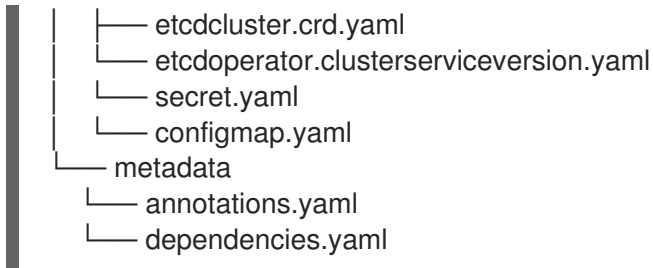 │   ├── etcdcluster.crd.yaml
│   └── etcdoperator.clusterserviceversion.yaml
│   └── secret.yaml
│   └── configmap.yaml
└── metadata
    └── annotations.yaml
    └── dependencies.yaml